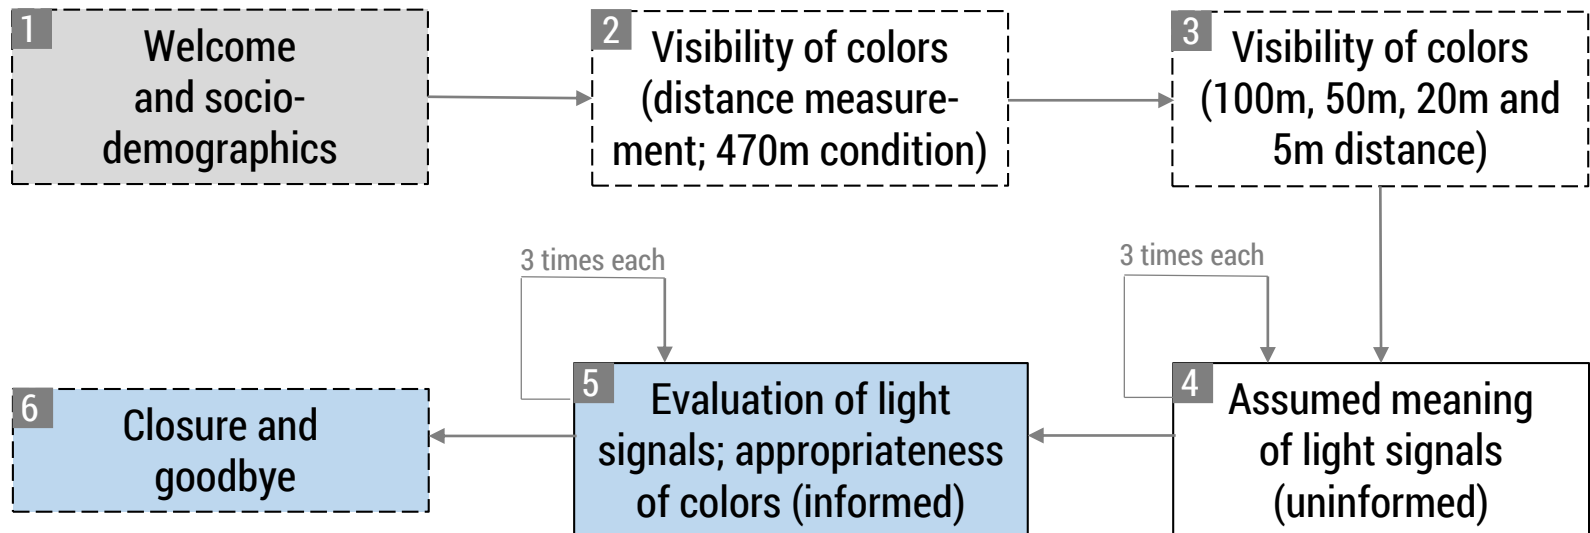 1
Welcome
and socio-
demographics
2
Visibility of colors
(distance measure-
ment; 470m condition)
3
Visibility of colors
(100m, 50m, 20m and
5m distance)
3 times each
4
Assumed meaning
of light signals
(uninformed)
3 times each
5
Evaluation of light
signals; appropriateness
of colors (informed)
6
Closure and
goodbye